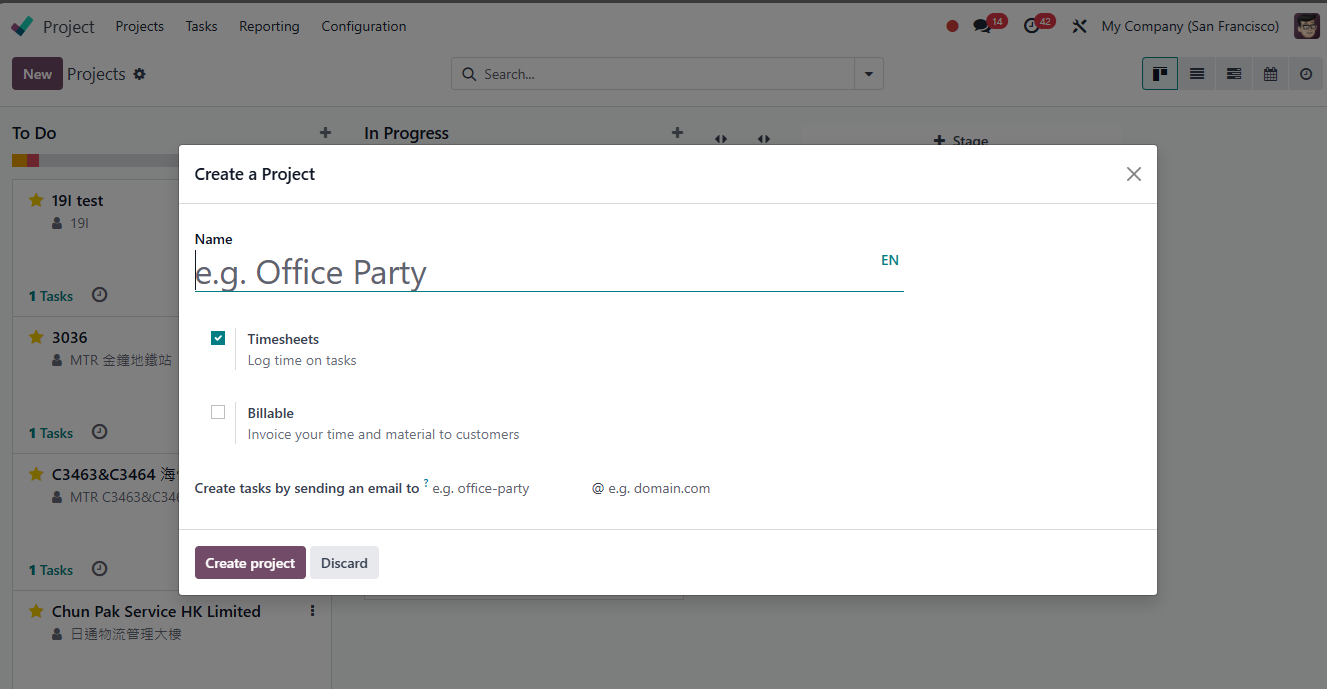 Project Projects Tasks Reporting Configuration 14 42 My Company (San Francisco)
New Projects Search...
To Do In Progress Stage
19I test
19I
1 Tasks
3036
MTR 金鐘地鐵站
1 Tasks
C3463&C3464
MTR C3463&C346
1 Tasks
Chun Pak Service HK Limited
日通物流管理大樓
Create a Project
Name
e.g. Office Party EN
Timesheets
Log time on tasks
Billable
Invoice your time and material to customers
Create tasks by sending an email to ? e.g. office-party @ e.g. domain.com
Create project Discard